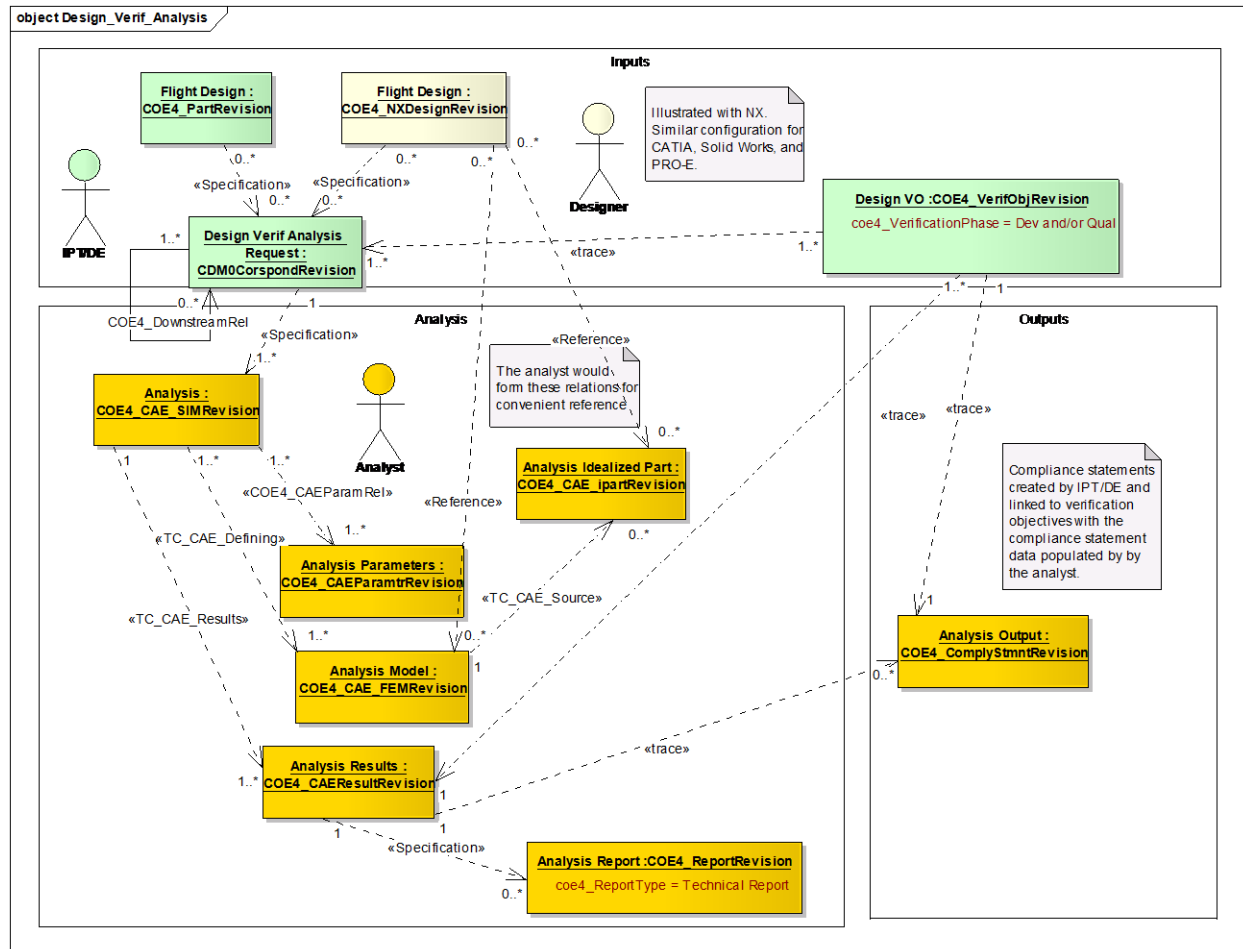 object Design_Verif_Analysis
Inputs
Flight Design :
COE4_PartRevision
Flight Design :
COE4_NXDesignRevision
Illustrated with NX.
Similar configuration for
CATIA, Solid Works, and
PRO-E.
0..*
0..*
0..*
0..*
«Specification»
«Specification»
0..*
0..*
IPT/DE
Designer
Design VO :COE4_VerifObjRevision
coe4_VerificationPhase = Dev and/or Qual
1..*
Design Verif Analysis
Request :
CDM0CorspondRevision
1..*
1..*
«trace»
0..*
1
1..*
1
COE4_DownstreamRel
Analysis
Outputs
«Specification»
1..*
«Reference»
The analyst would
form these relations for
convenient reference
Analysis :
COE4_CAE_SIMRevision
Analyst
«trace»
«trace»
0..*
1
1..*
1..*
Analysis Idealized Part :
COE4_CAE_ipartRevision
Compliance statements
created by IPT/DE and
linked to verification
objectives with the
compliance statement
data populated by by
the analyst.
«COE4_CAEParamRel»
«Reference»
1..*
0..*
«TC_CAE_Defining»
Analysis Parameters :
COE4_CAEParamtrRevision
«TC_CAE_Source»
«TC_CAE_Results»
1
1..*
0..*
1
Analysis Output :
COE4_ComplyStmntRevision
Analysis Model :
COE4_CAE_FEMRevision
0..*
«trace»
Analysis Results :
COE4_CAEResultRevision
1..*
1
1
1
«Specification»
Analysis Report :COE4_ReportRevision
coe4_ReportType = Technical Report
0..*